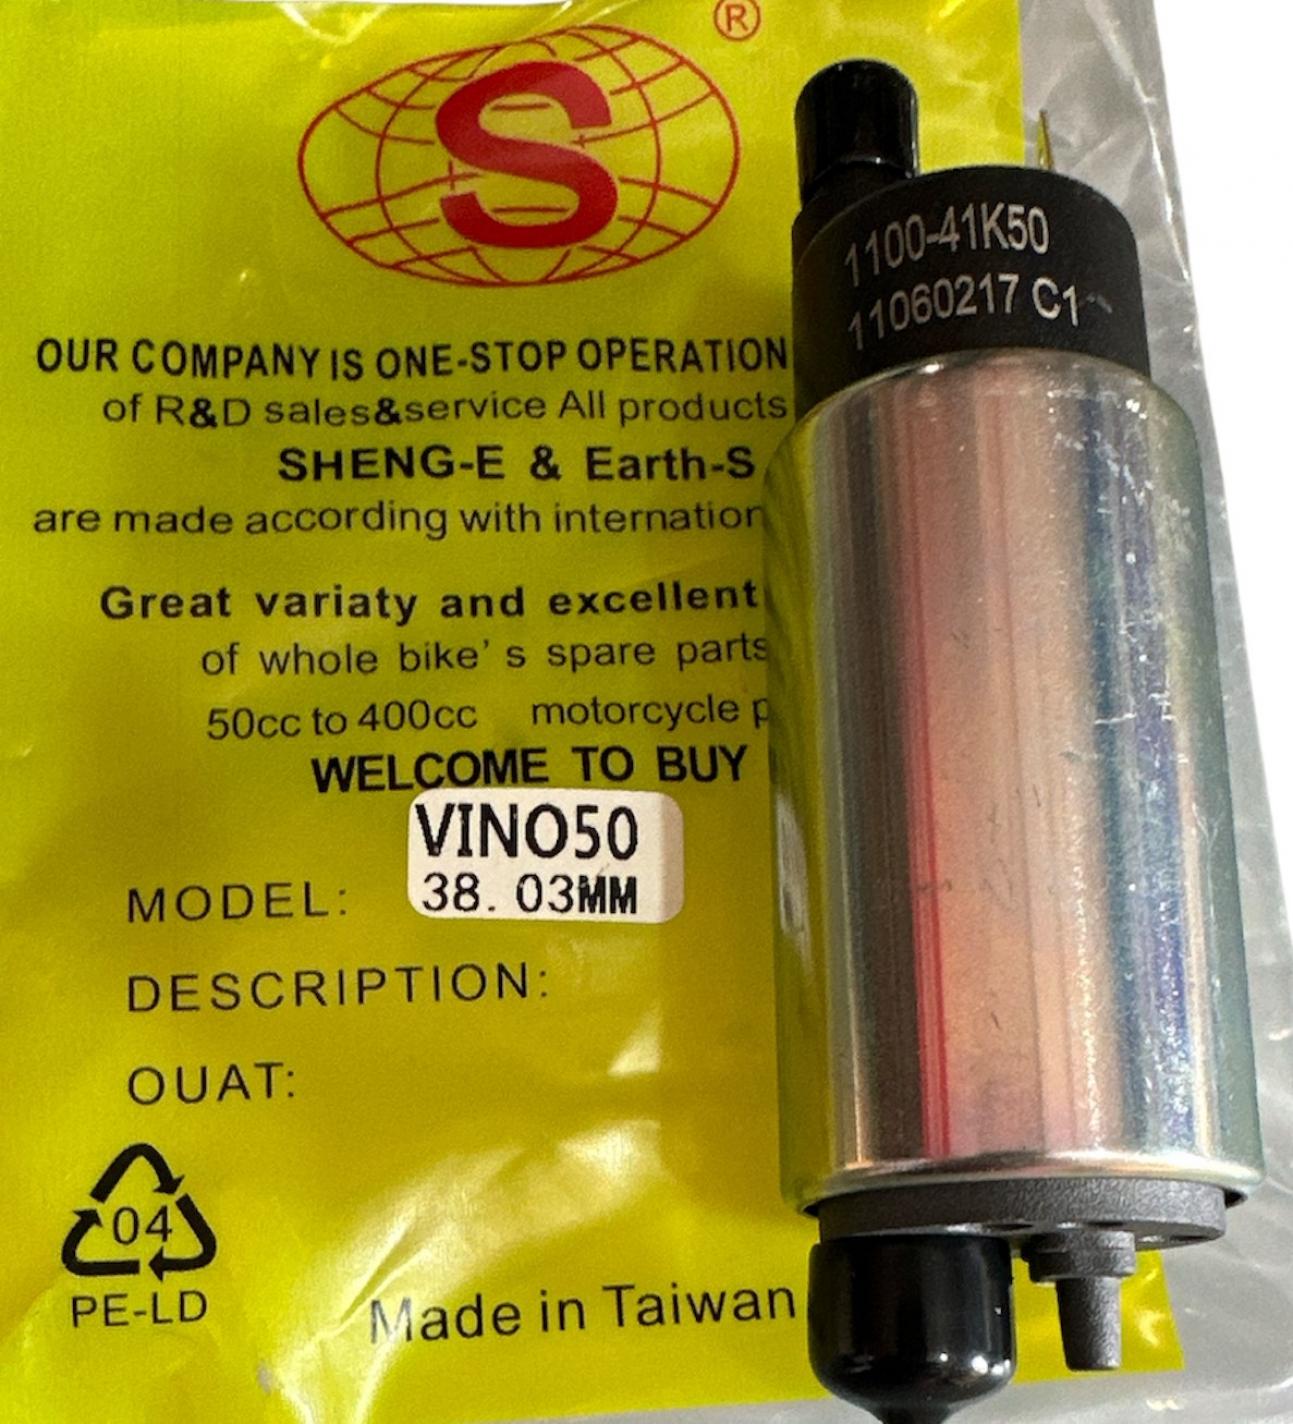 ®
S
1100-41K50
11060217 C1
OUR COMPANY IS ONE-STOP OPERATION
of R&D sales&service All products
SHENG-E & Earth-S
are made according with internation
Great variaty and excellent
of whole bike' s spare parts
50cc to 400cc motorcycle p
WELCOME TO BUY
VINO50
MODEL: 38. 03MM
DESCRIPTION:
OUAT:
04
PE-LD
Made in Taiwan